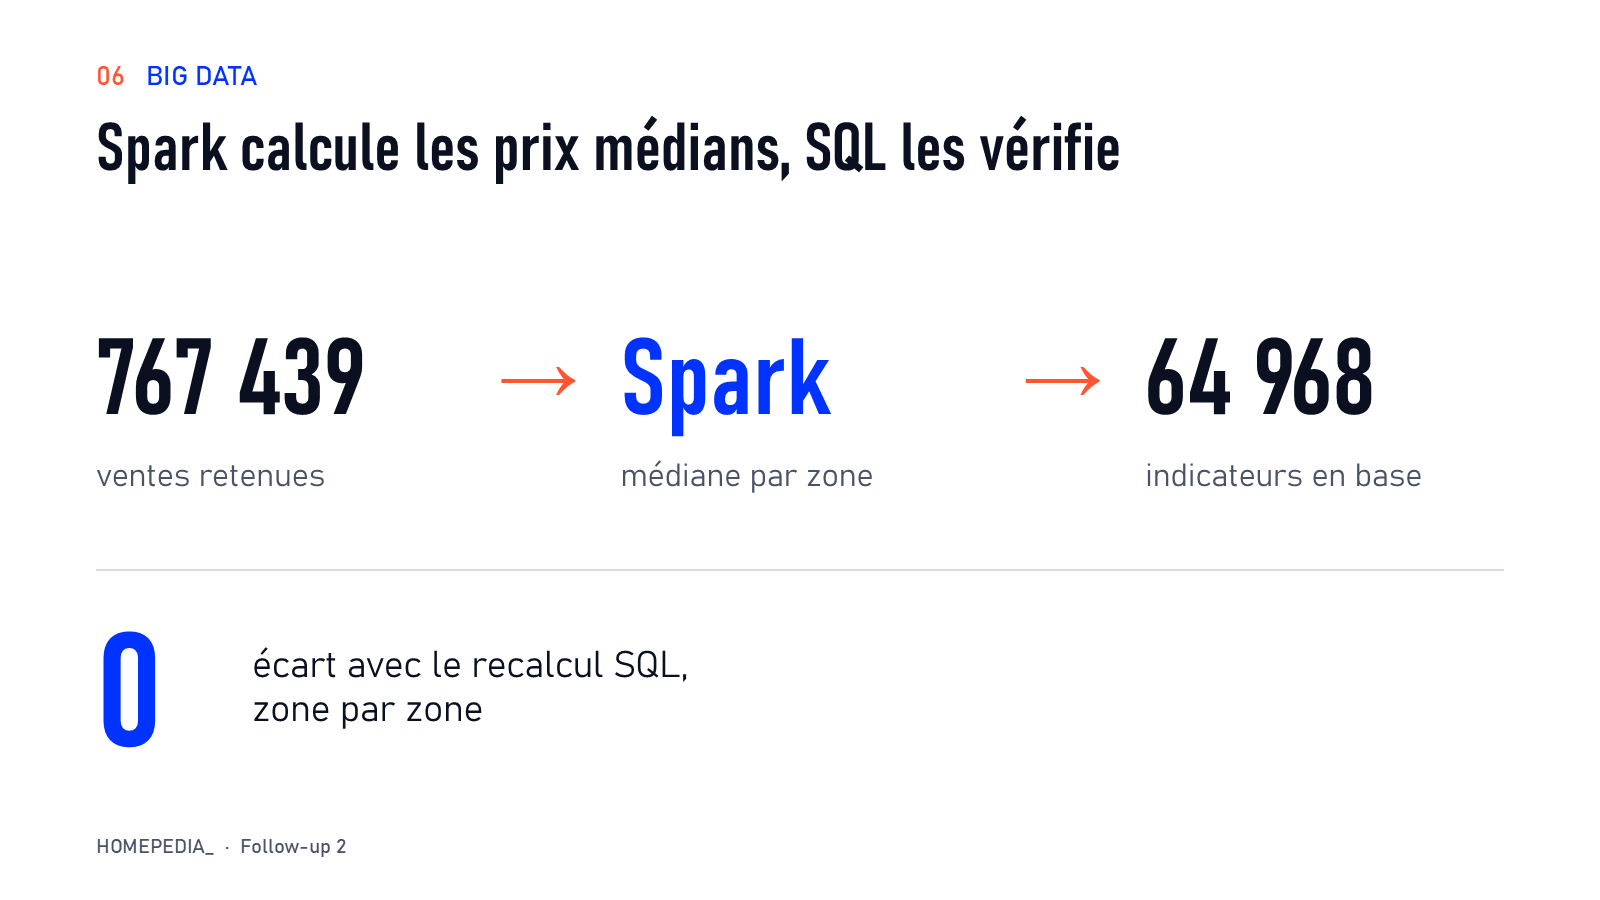 06 BIG DATA
Spark calcule les prix médians, SQL les vérifie
767 439 → Spark → 64 968
ventes retenues médiane par zone indicateurs en base
0 écart avec le recalcul SQL,
zone par zone
HOMEPEDIA_ · Follow-up 2